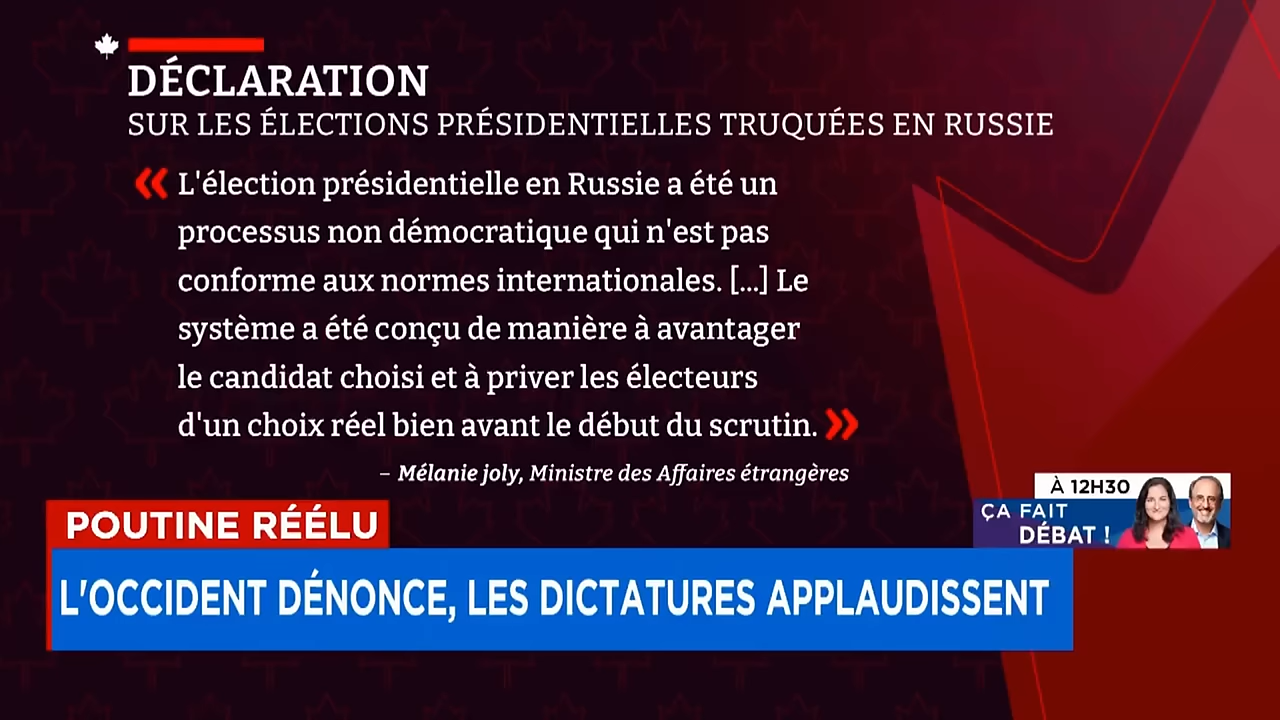 DÉCLARATION
SUR LES ÉLECTIONS PRÉSIDENTIELLES TRUQUÉES EN RUSSIE
« L'élection présidentielle en Russie a été un
processus non démocratique qui n'est pas
conforme aux normes internationales. [...] Le
système a été conçu de manière à avantager
le candidat choisi et à priver les électeurs
d'un choix réel bien avant le début du scrutin. »
– Mélanie joly, Ministre des Affaires étrangères
À 12H30
ÇA FAIT
DÉBAT !
POUTINE RÉÉLU
L'OCCIDENT DÉNONCE, LES DICTATURES APPLAUDISSENT